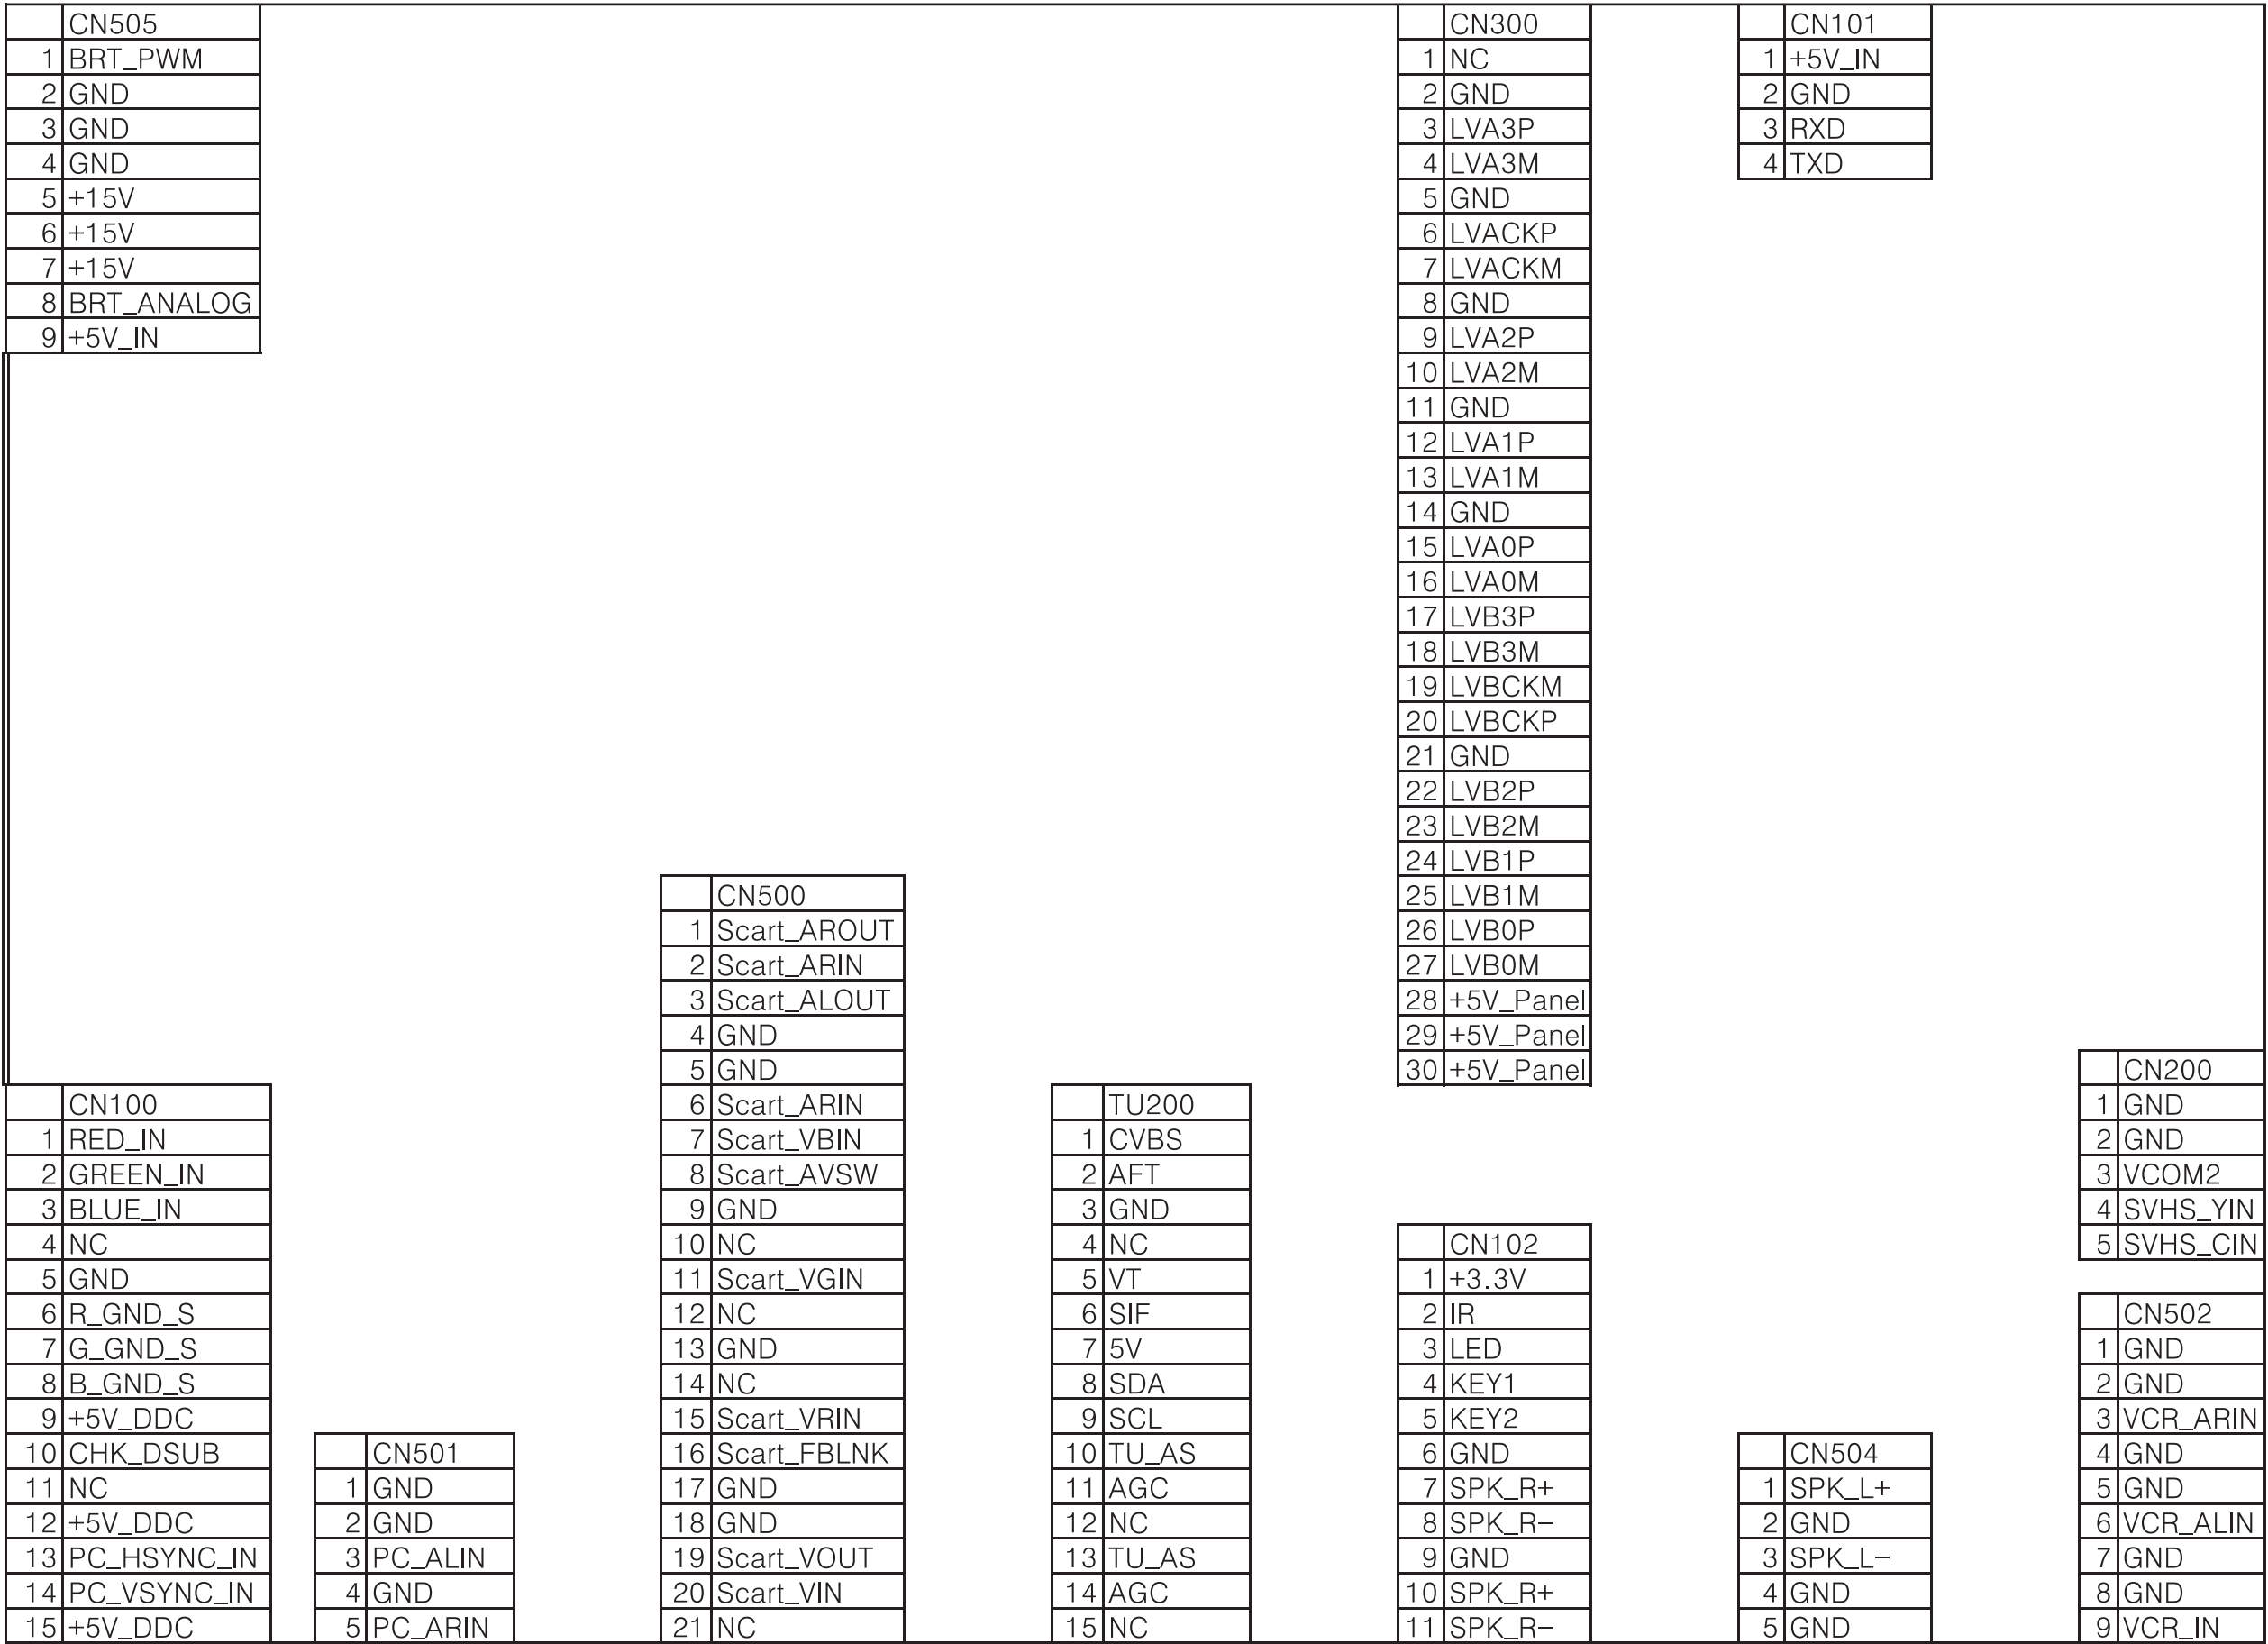 CN505
1 BRT_PWM
2 GND
3 GND
4 GND
5 +15V
6 +15V
7 +15V
8 BRT_ANALOG
9 +5V_IN
CN300
1 NC
2 GND
3 LVA3P
4 LVA3M
5 GND
6 LVACKP
7 LVACKM
8 GND
9 LVA2P
10 LVA2M
11 GND
12 LVA1P
13 LVA1M
14 GND
15 LVA0P
16 LVA0M
17 LVB3P
18 LVB3M
19 LVBCKM
20 LVBCKP
21 GND
22 LVB2P
23 LVB2M
24 LVB1P
25 LVB1M
26 LVB0P
27 LVB0M
28 +5V_Panel
29 +5V_Panel
30 +5V_Panel
CN101
1 +5V_IN
2 GND
3 RXD
4 TXD
CN100
1 RED_IN
2 GREEN_IN
3 BLUE_IN
4 NC
5 GND
6 R_GND_S
7 G_GND_S
8 B_GND_S
9 +5V_DDC
10 CHK_DSUB
11 NC
12 +5V_DDC
13 PC_HSYNC_IN
14 PC_VSYNC_IN
15 +5V_DDC
CN501
1 GND
2 GND
3 PC_ALIN
4 GND
5 PC_ARIN
CN500
1 Scart_AROUT
2 Scart_ARIN
3 Scart_ALOUT
4 GND
5 GND
6 Scart_ARIN
7 Scart_VBIN
8 Scart_AVSW
9 GND
10 NC
11 Scart_VGIN
12 NC
13 GND
14 NC
15 Scart_VRIN
16 Scart_FBLNK
17 GND
18 GND
19 Scart_VOUT
20 Scart_VIN
21 NC
TU200
1 CVBS
2 AFT
3 GND
4 NC
5 VT
6 SIF
7 5V
8 SDA
9 SCL
10 TU_AS
11 AGC
12 NC
13 TU_AS
14 AGC
15 NC
CN102
1 +3.3V
2 IR
3 LED
4 KEY1
5 KEY2
6 GND
7 SPK_R+
8 SPK_R−
9 GND
10 SPK_R+
11 SPK_R−
CN504
1 SPK_L+
2 GND
3 SPK_L−
4 GND
5 GND
CN200
1 GND
2 GND
3 VCOM2
4 SVHS_YIN
5 SVHS_CIN
CN502
1 GND
2 GND
3 VCR_ARIN
4 GND
5 GND
6 VCR_ALIN
7 GND
8 GND
9 VCR_IN